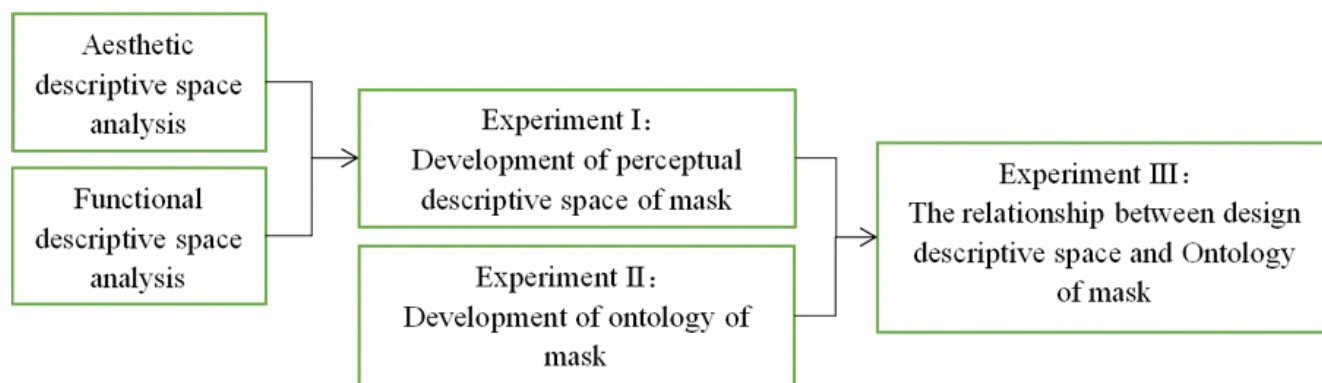 Aesthetic
descriptive space
analysis
Functional
descriptive space
analysis
Experiment Ⅰ：
Development of perceptual
descriptive space of mask
Experiment Ⅱ：
Development of ontology of
mask
Experiment Ⅲ：
The relationship between design
descriptive space and Ontology
of mask